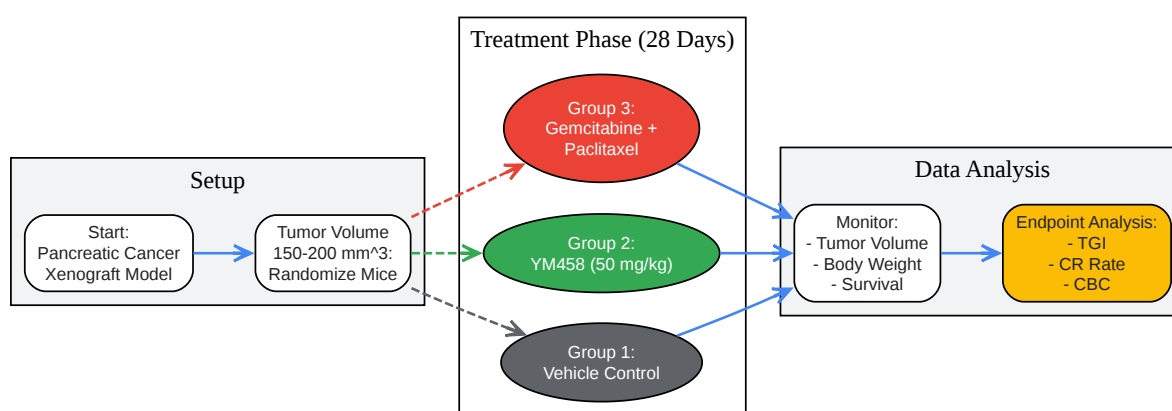 Setup
Start:
Pancreatic Cancer
Xenograft Model
Tumor Volume
150-200 mm^3:
Randomize Mice
Treatment Phase (28 Days)
Group 3:
Gemcitabine +
Paclitaxel
Group 2:
YM458 (50 mg/kg)
Group 1:
Vehicle Control
Data Analysis
Monitor:
- Tumor Volume
- Body Weight
- Survival
Endpoint Analysis:
- TGI
- CR Rate
- CBC